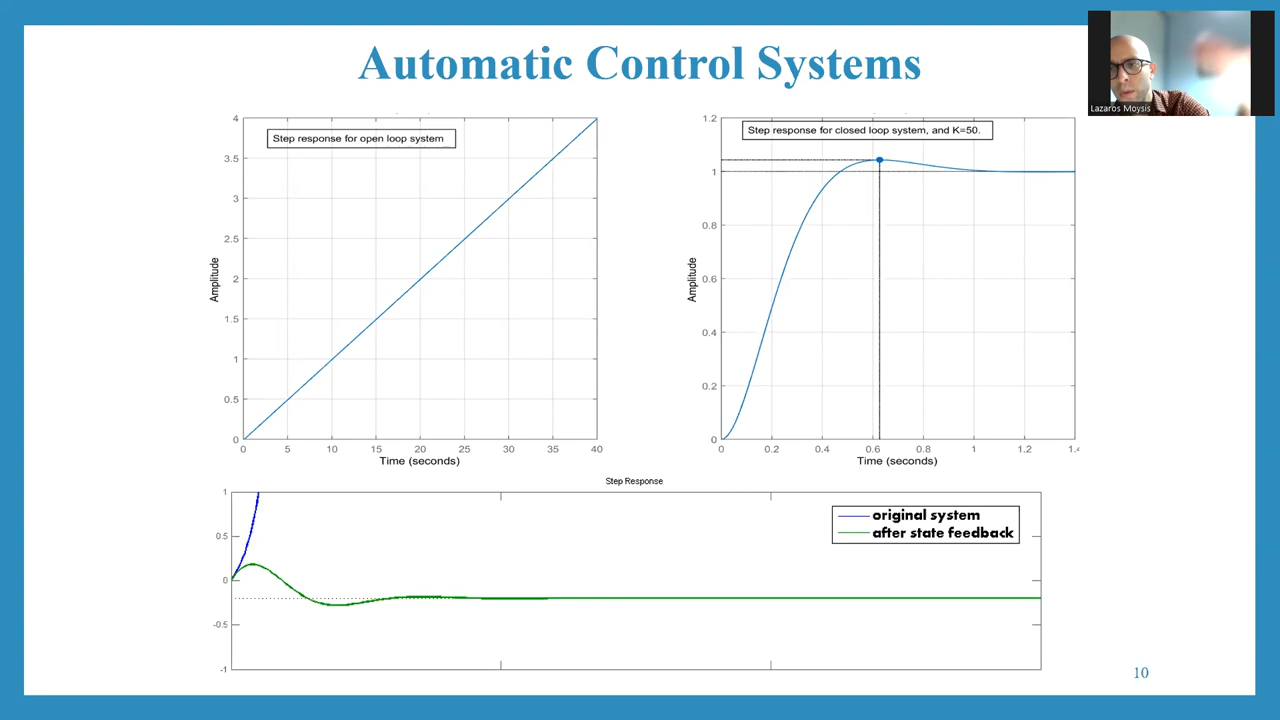 Automatic Control Systems
Lazaros Moysis
Step response for open loop system
4
3.5
3
2.5
2
1.5
1
0.5
0
Amplitude
0 5 10 15 20 25 30 35 40
Time (seconds)
Step response for closed loop system, and K=50.
1.2
1
0.8
0.6
0.4
0.2
0
Amplitude
0 0.2 0.4 0.6 0.8 1 1.2 1.4
Time (seconds)
Step Response
1
0.5
0
-0.5
-1
original system
after state feedback
10